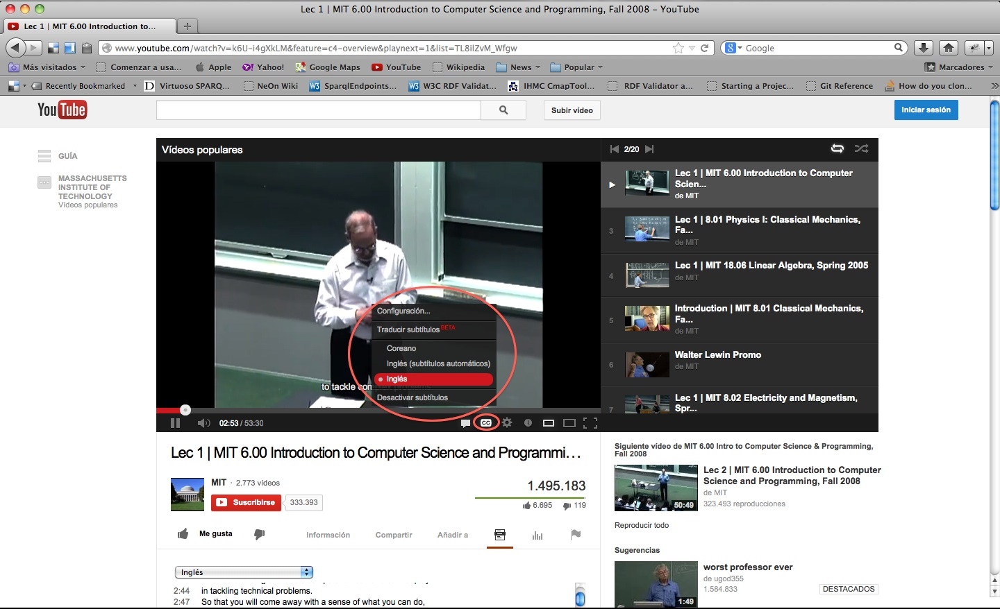 Lec 1 | MIT 6.00 Introduction to Computer Science and Programming, Fall 2008 – YouTube
Lec 1 | MIT 6.00 Introduction to...
www.youtube.com/watch?v=k6U-i4gXkLM&feature=c4-overview&playnext=1&list=TL8ilZvM_Wfgw
Google
Más visitados
Comenzar a usa...
Apple
Yahoo!
Google Maps
YouTube
Wikipedia
News
Popular
Marcadores
Recently Bookmarked
Virtuoso SPARQ...
NeOn Wiki
SparqlEndpoints...
W3C RDF Validat...
IHMC CmapTool...
RDF Validator a...
Starting a Projec...
Git Reference
How do you clon...
YouTube
Subir vídeo
Iniciar sesión
GUÍA
MASSACHUSETTS
INSTITUTE OF
TECHNOLOGY
Vídeos populares
Vídeos populares
2/20
Lec 1 | MIT 6.00 Introduction to Computer
Scien...
de MIT
3
Lec 1 | 8.01 Physics I: Classical Mechanics,
Fa...
de MIT
4
Lec 1 | MIT 18.06 Linear Algebra, Spring 2005
de MIT
5
Introduction | MIT 8.01 Classical Mechanics,
Fa...
de MIT
6
Walter Lewin Promo
de MIT
7
Lec 1 | MIT 8.02 Electricity and Magnetism,
Spr...
Configuración...
Traducir subtítulos BETA
Coreano
Inglés (subtítulos automáticos)
Inglés
to tackle
Desactivar subtítulos
02:53 / 53:30
CC
Lec 1 | MIT 6.00 Introduction to Computer Science and Programmi...
MIT · 2.773 vídeos
Suscribirse
333.393
1.495.183
6.695
119
Me gusta
Información
Compartir
Añadir a
Inglés
2:44 in tackling technical problems.
2:47 So that you will come away with a sense of what you can do,
Siguiente vídeo de MIT 6.00 Intro to Computer Science & Programming,
Fall 2008
Lec 2 | MIT 6.00 Introduction to Computer
Science and Programming, Fall 2008
de MIT
323.493 reproducciones
50:49
Reproducir todo
Sugerencias
worst professor ever
de ugod355
1.584.833
DESTACADOS
1:49